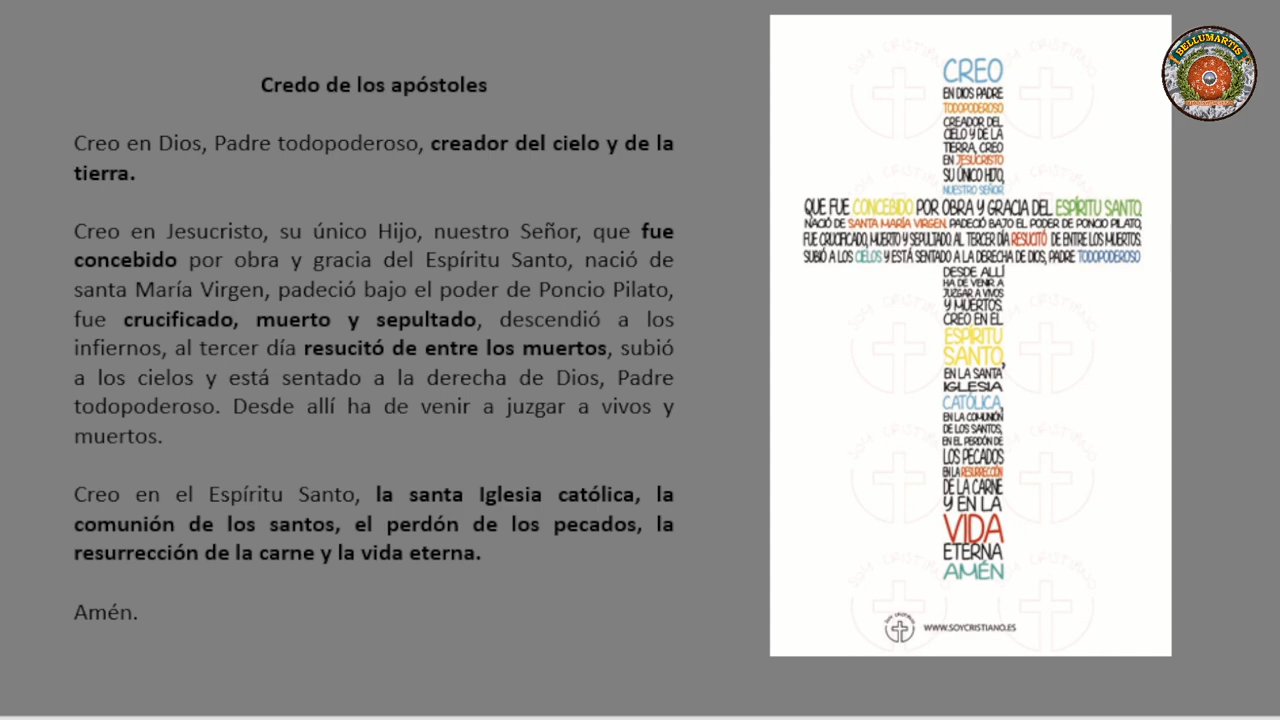 Credo de los apóstoles
Creo en Dios, Padre todopoderoso, creador del cielo y de la
tierra.
Creo en Jesucristo, su único Hijo, nuestro Señor, que fue
concebido por obra y gracia del Espíritu Santo, nació de
santa María Virgen, padeció bajo el poder de Poncio Pilato,
fue crucificado, muerto y sepultado, descendió a los
infiernos, al tercer día resucitó de entre los muertos, subió
a los cielos y está sentado a la derecha de Dios, Padre
todopoderoso. Desde allí ha de venir a juzgar a vivos y
muertos.
Creo en el Espíritu Santo, la santa Iglesia católica, la
comunión de los santos, el perdón de los pecados, la
resurrección de la carne y la vida eterna.
Amén.
CREO
EN DIOS PADRE
TODOPODEROSO
CREADOR DEL
CIELO Y DE LA
TIERRA, CREO
EN JESUCRISTO
SU ÚNICO HIJO,
NUESTRO SEÑOR
QUE FUE CONCEBIDO POR OBRA Y GRACIA DEL ESPÍRITU SANTO,
NACIÓ DE SANTA MARÍA VIRGEN, PADECIÓ BAJO EL PODER DE PONCIO PILATO,
FUE CRUCIFICADO, MUERTO Y SEPULTADO. AL TERCER DÍA RESUCITÓ DE ENTRE LOS MUERTOS.
SUBIÓ A LOS CIELOS Y ESTÁ SENTADO A LA DERECHA DE DIOS, PADRE TODOPODEROSO
DESDE ALLÍ
HA DE VENIR A
JUZGAR A VIVOS
Y MUERTOS.
CREO EN EL
ESPÍRITU
SANTO,
EN LA SANTA
IGLESIA
CATÓLICA,
EN LA COMUNIÓN
DE LOS SANTOS,
EN EL PERDÓN DE
LOS PECADOS
EN LA RESURRECCIÓN
DE LA CARNE
Y EN LA
VIDA
ETERNA
AMÉN
SOY CRISTIANO
WWW.SOYCRISTIANO.ES
BELLUMARTIS